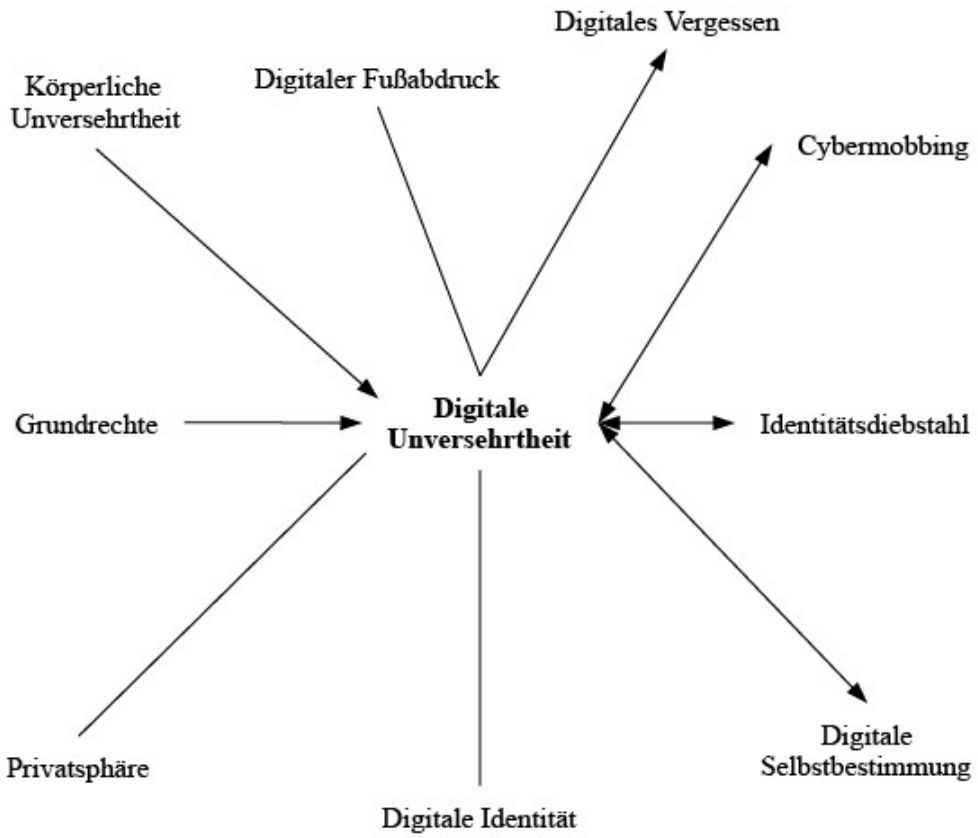 Digitales Vergessen
Digitaler Fußabdruck
Körperliche
Unversehrtheit
Cybermobbing
Digitale
Unversehrtheit
Grundrechte
Identitätsdiebstahl
Privatsphäre
Digitale
Selbstbestimmung
Digitale Identität